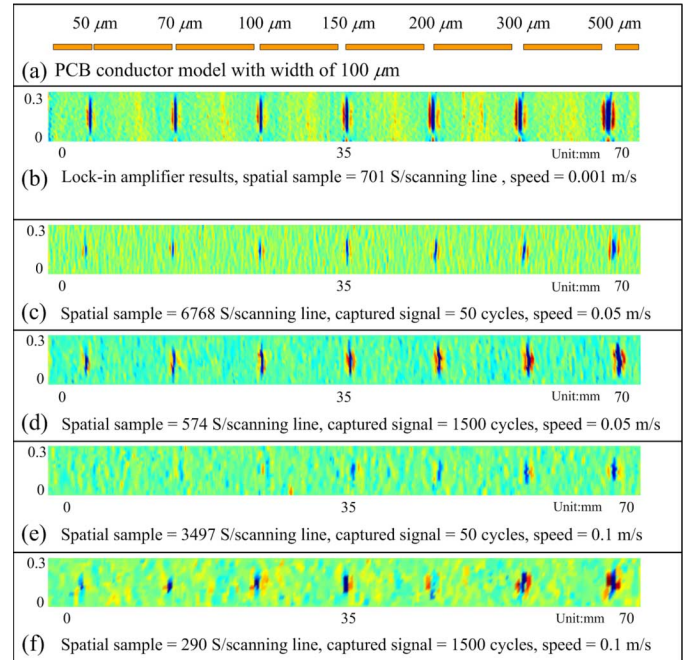 50 μm 70 μm 100 μm 150 μm 200 μm 300 μm 500 μm
(a) PCB conductor model with width of 100 μm
0.3
0
0 35 Unit:mm 70
(b) Lock-in amplifier results, spatial sample = 701 S/scanning line , speed = 0.001 m/s
0.3
0
0 35 Unit:mm 70
(c) Spatial sample = 6768 S/scanning line, captured signal = 50 cycles, speed = 0.05 m/s
0.3
0
0 35 Unit:mm 70
(d) Spatial sample = 574 S/scanning line, captured signal = 1500 cycles, speed = 0.05 m/s
0.3
0
0 35 Unit:mm 70
(e) Spatial sample = 3497 S/scanning line, captured signal = 50 cycles, speed = 0.1 m/s
0.3
0
0 35 Unit:mm 70
(f) Spatial sample = 290 S/scanning line, captured signal = 1500 cycles, speed = 0.1 m/s